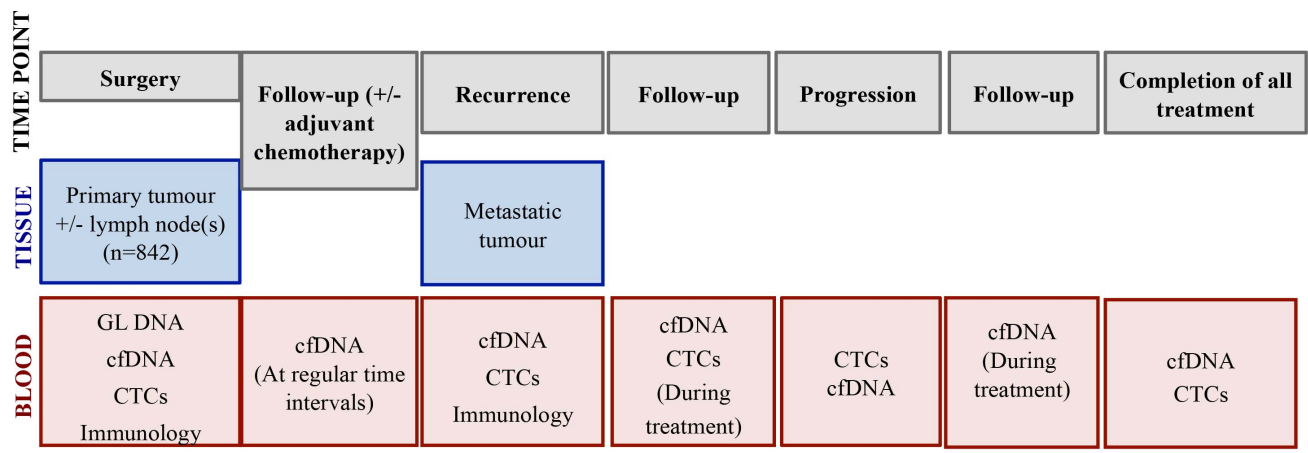 TIME POINT
Surgery
Follow-up (+/-
adjuvant
chemotherapy)
Recurrence
Follow-up
Progression
Follow-up
Completion of all
treatment
TISSUE
Primary tumour
+/- lymph node(s)
(n=842)
Metastatic
tumour
BLOOD
GL DNA
cfDNA
CTCs
Immunology
cfDNA
(At regular time
intervals)
cfDNA
CTCs
Immunology
cfDNA
CTCs
(During
treatment)
CTCs
cfDNA
cfDNA
(During
treatment)
cfDNA
CTCs